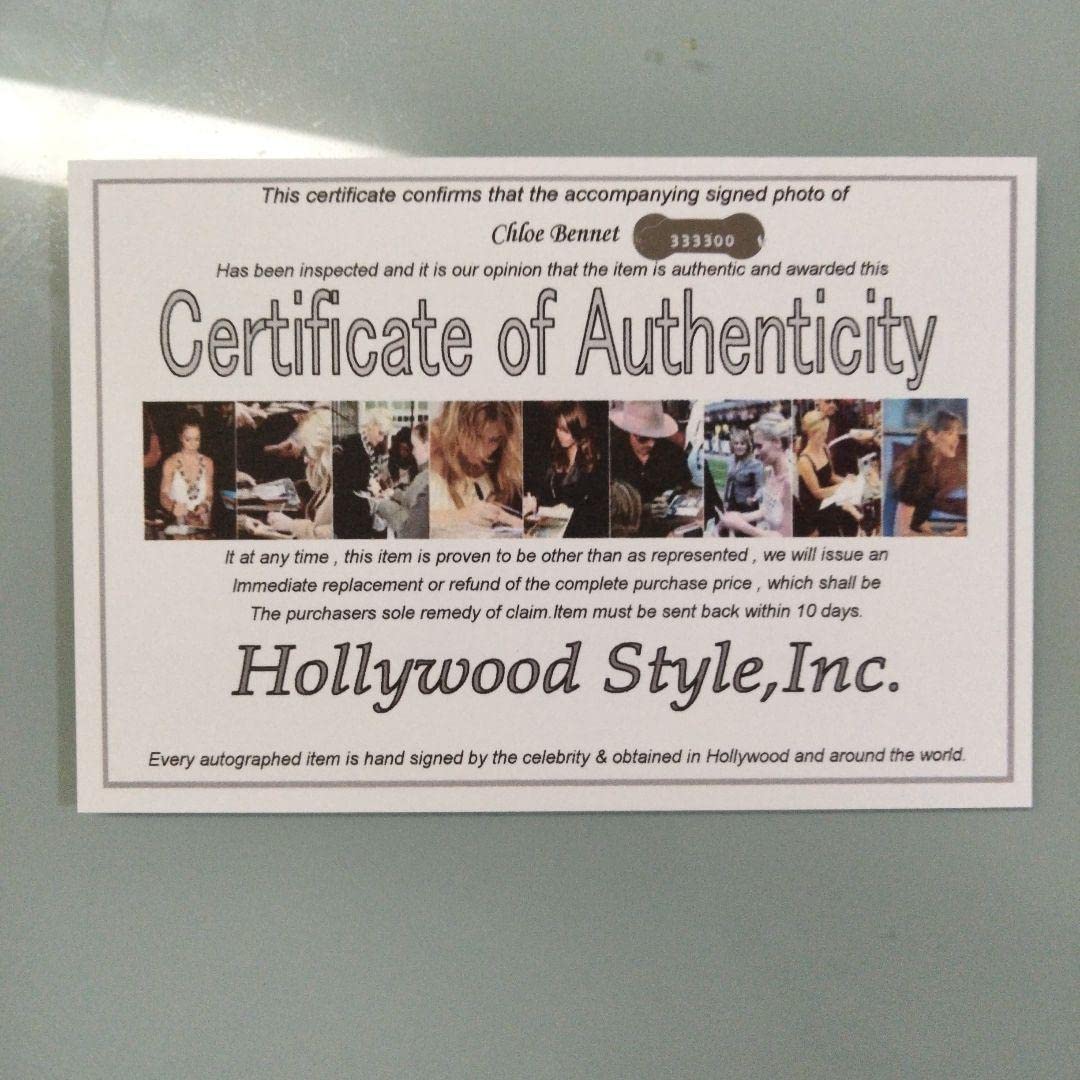 This certificate confirms that the accompanying signed photo of
Chloe Bennet 333300
Has been inspected and it is our opinion that the item is authentic and awarded this
Certificate of Authenticity
It at any time , this item is proven to be other than as represented , we will issue an
Immediate replacement or refund of the complete purchase price , which shall be
The purchasers sole remedy of claim.Item must be sent back within 10 days.
Hollywood Style,Inc.
Every autographed item is hand signed by the celebrity & obtained in Hollywood and around the world.